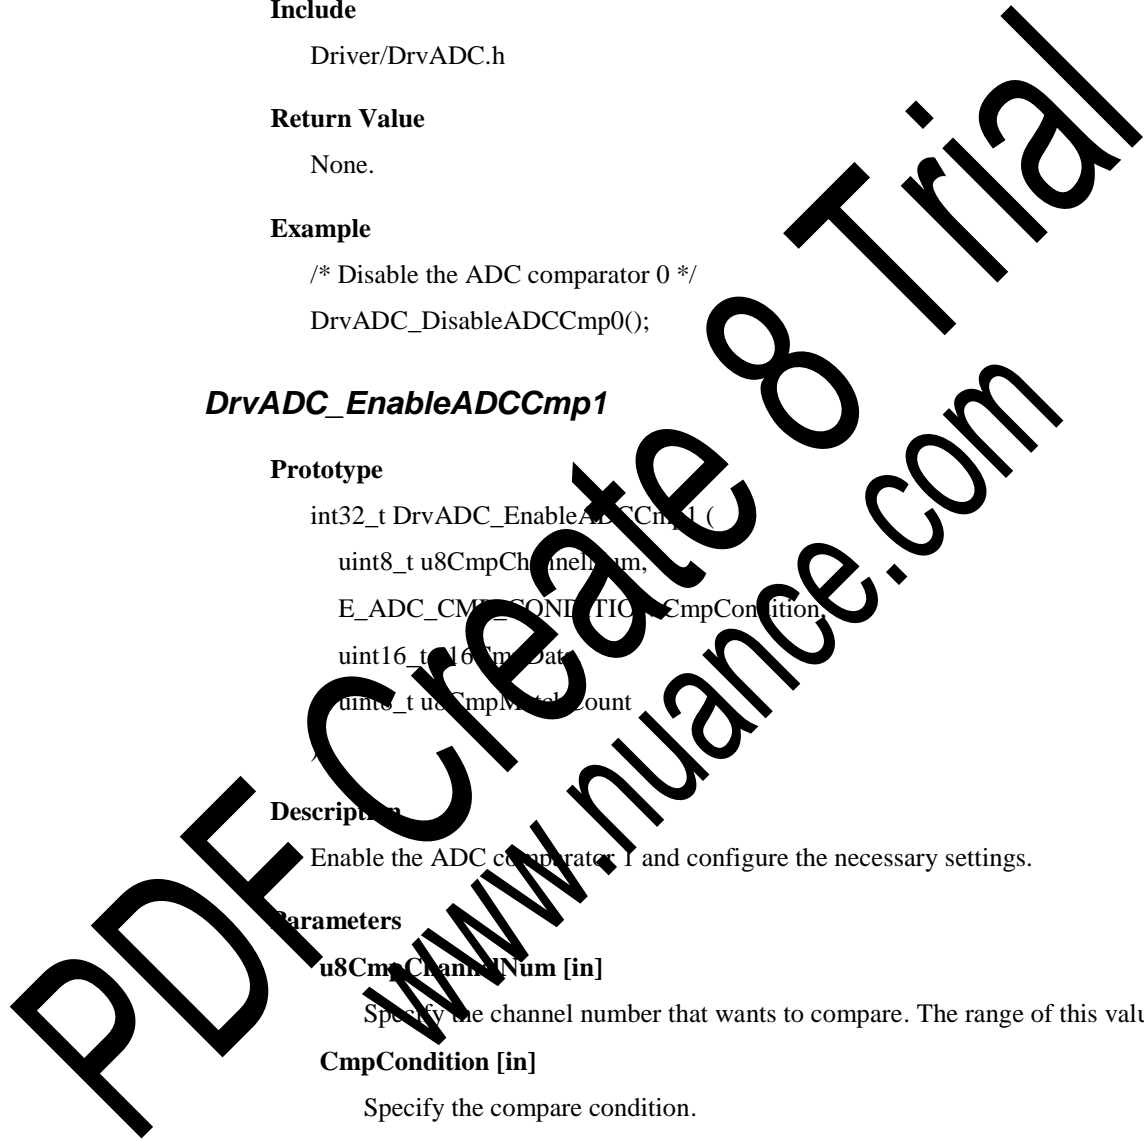 Include
Driver/DrvADC.h
Return Value
None.
Example
/* Disable the ADC comparator 0 */
DrvADC_DisableADCCmp0();
DrvADC_EnableADCCmp1
Prototype
int32_t DrvADC_EnableADCCmp1 (
uint8_t u8CmpChannelNum,
E_ADC_CMP_CONDITION CmpCondition,
uint16_t u16CmpData,
uint8_t u8CmpMatchCount
)
Description
Enable the ADC comparator 1 and configure the necessary settings.
Parameters
u8CmpChannelNum [in]
Specify the channel number that wants to compare. The range of this valu
CmpCondition [in]
Specify the compare condition.
PDF Create 8 Trial
www.nuance.com